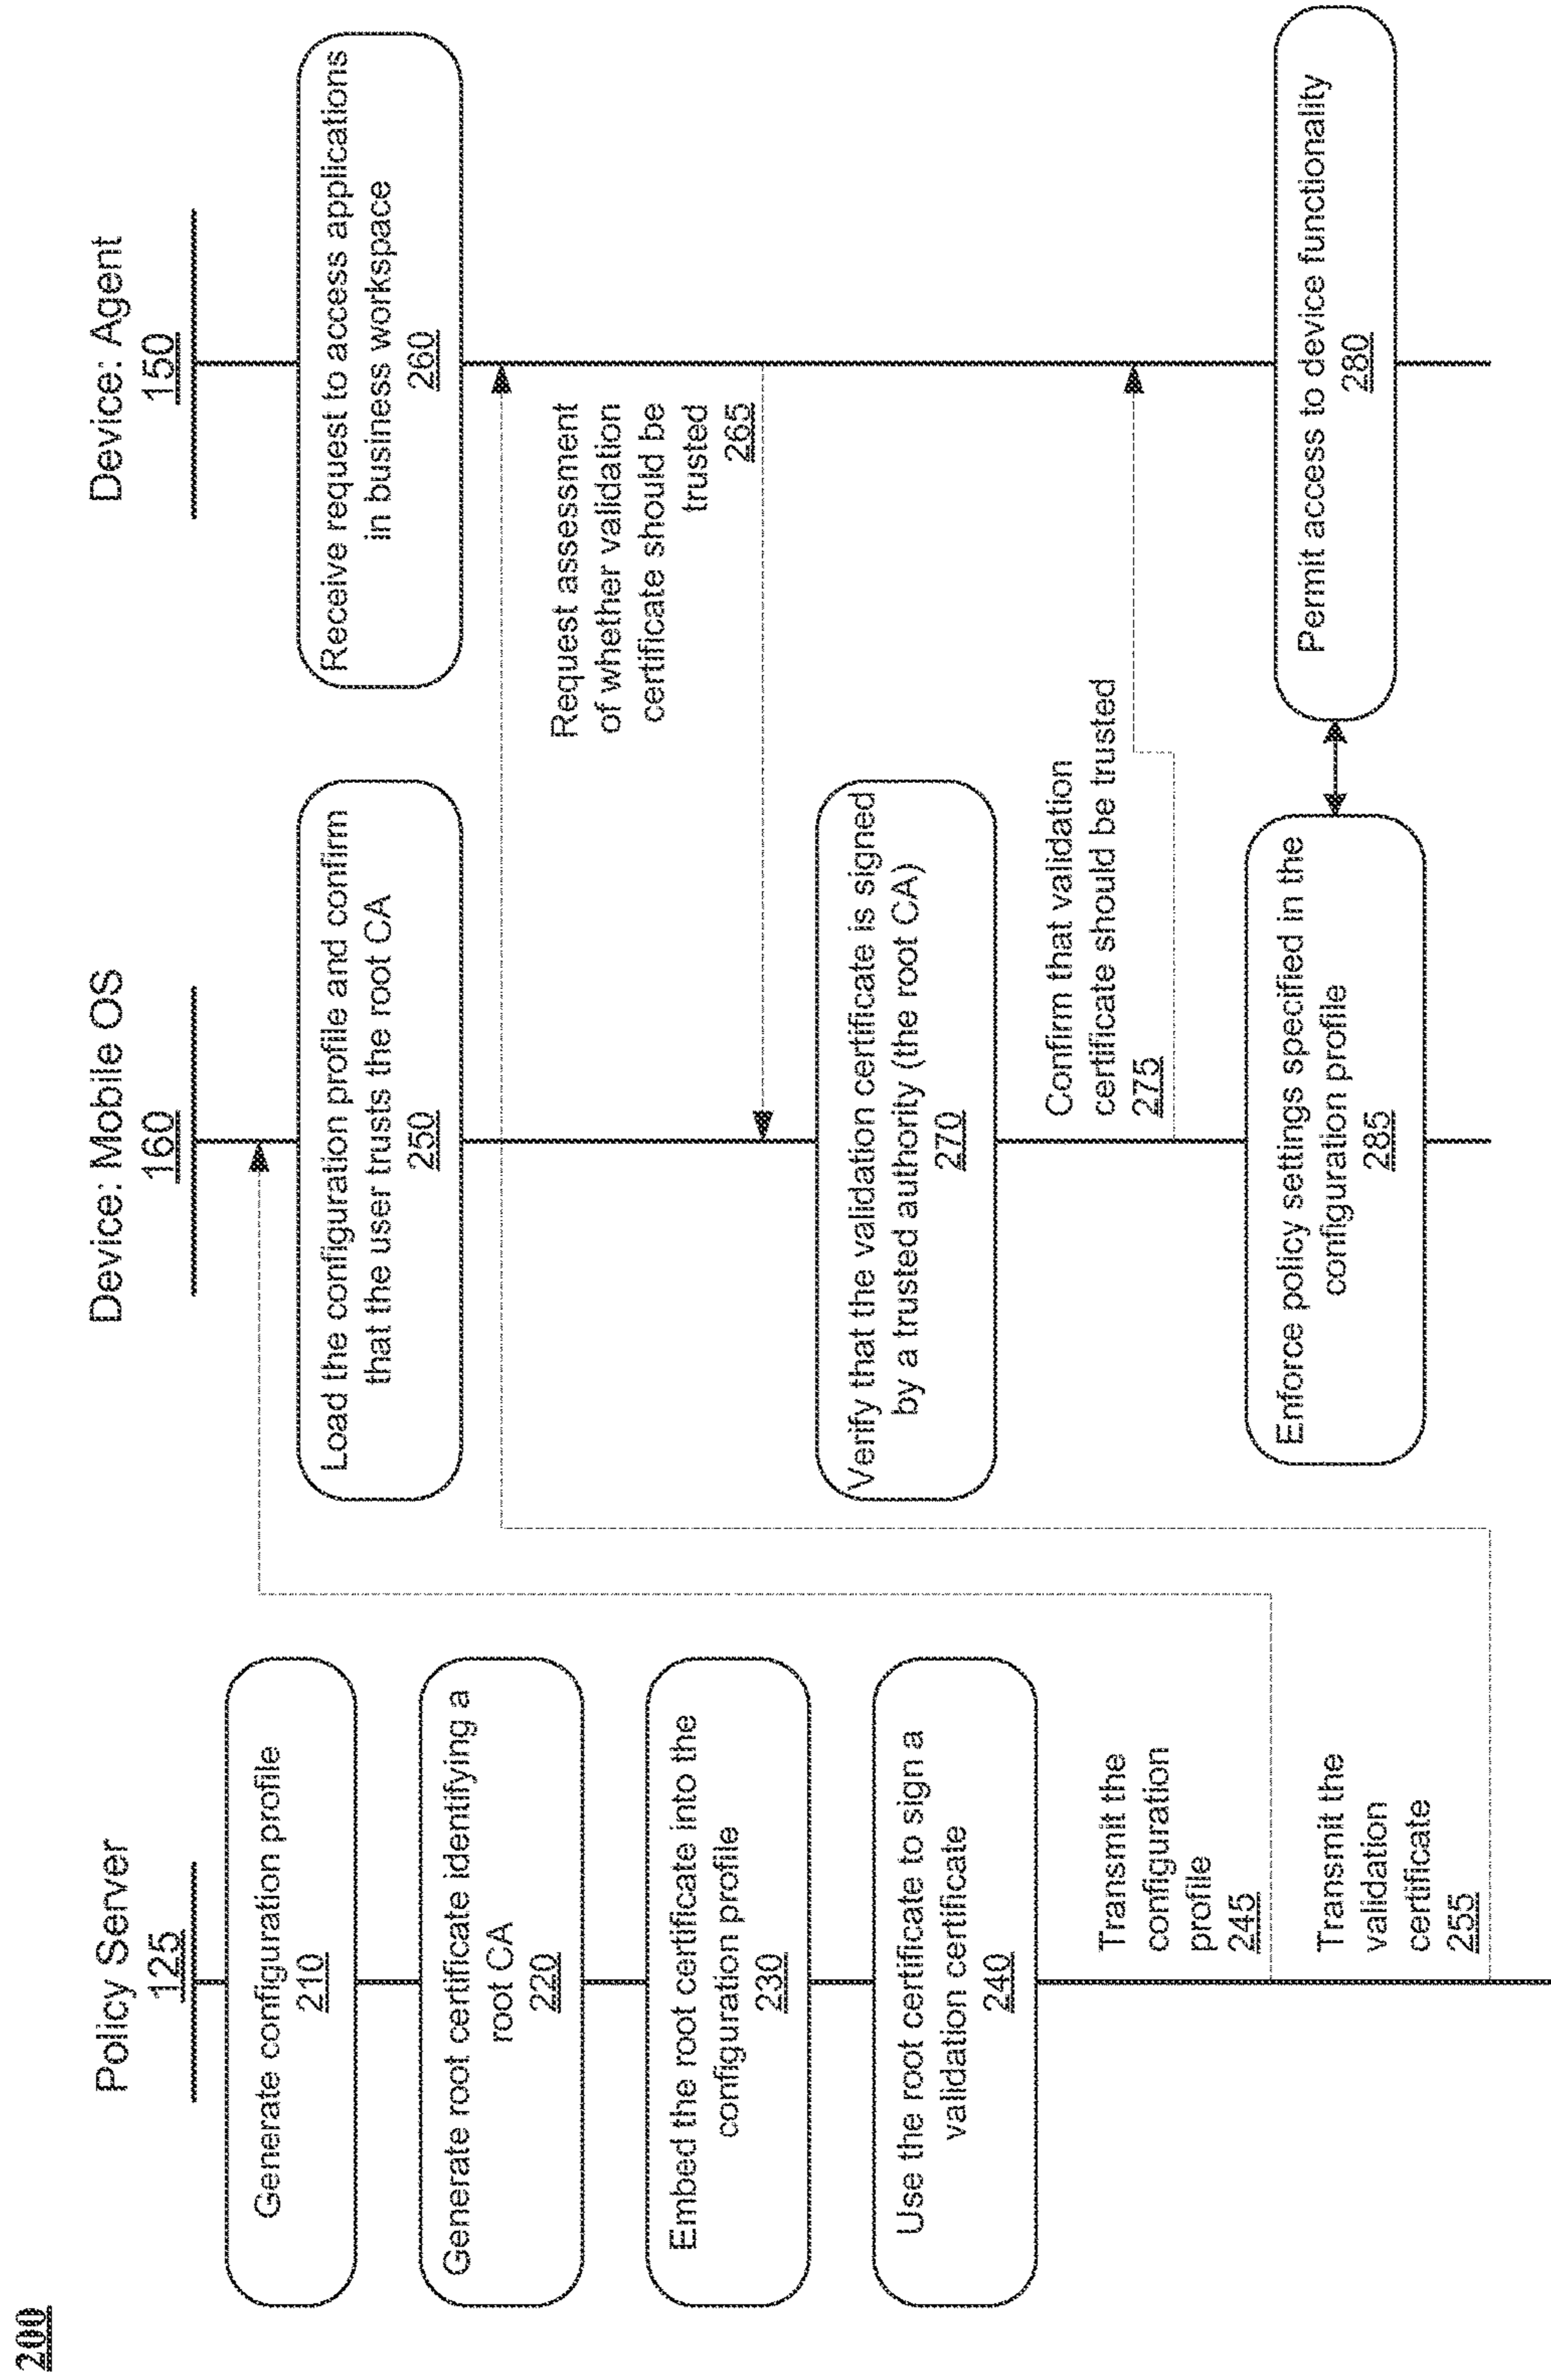 200
Policy Server
125
Generate configuration profile
210
Generate root certificate identifying a
root CA
220
Embed the root certificate into the
configuration profile
230
Use the root certificate to sign a
validation certificate
240
Transmit the
configuration
profile
245
Transmit the
validation
certificate
255
Device: Mobile OS
160
Load the configuration profile and confirm
that the user trusts the root CA
250
Verify that the validation certificate is signed
by a trusted authority (the root CA)
270
Confirm that validation
certificate should be trusted
275
Enforce policy settings specified in the
configuration profile
285
Device: Agent
150
Receive request to access applications
in business workspace
260
Request assessment
of whether validation
certificate should be
trusted
265
Permit access to device functionality
280